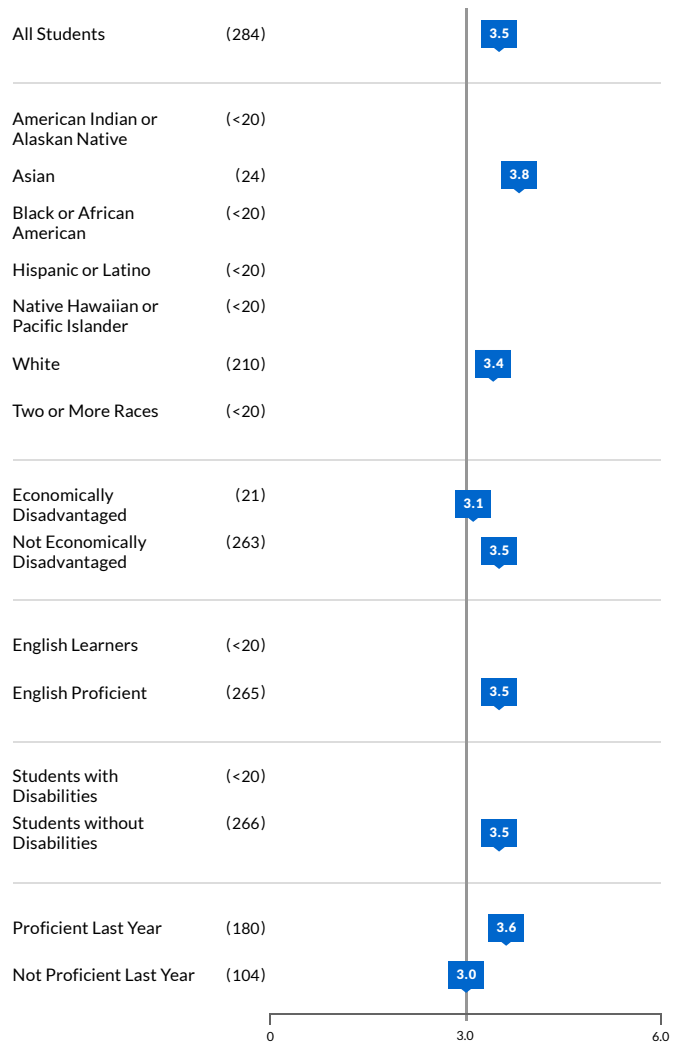 All Students (284) 3.5
American Indian or (<20)
Alaskan Native
Asian (24) 3.8
Black or African (<20)
American
Hispanic or Latino (<20)
Native Hawaiian or (<20)
Pacific Islander
White (210) 3.4
Two or More Races (<20)
Economically (21) 3.1
Disadvantaged
Not Economically (263) 3.5
Disadvantaged
English Learners (<20)
English Proficient (265) 3.5
Students with (<20)
Disabilities
Students without (266) 3.5
Disabilities
Proficient Last Year (180) 3.6
Not Proficient Last Year (104) 3.0
0 3.0 6.0